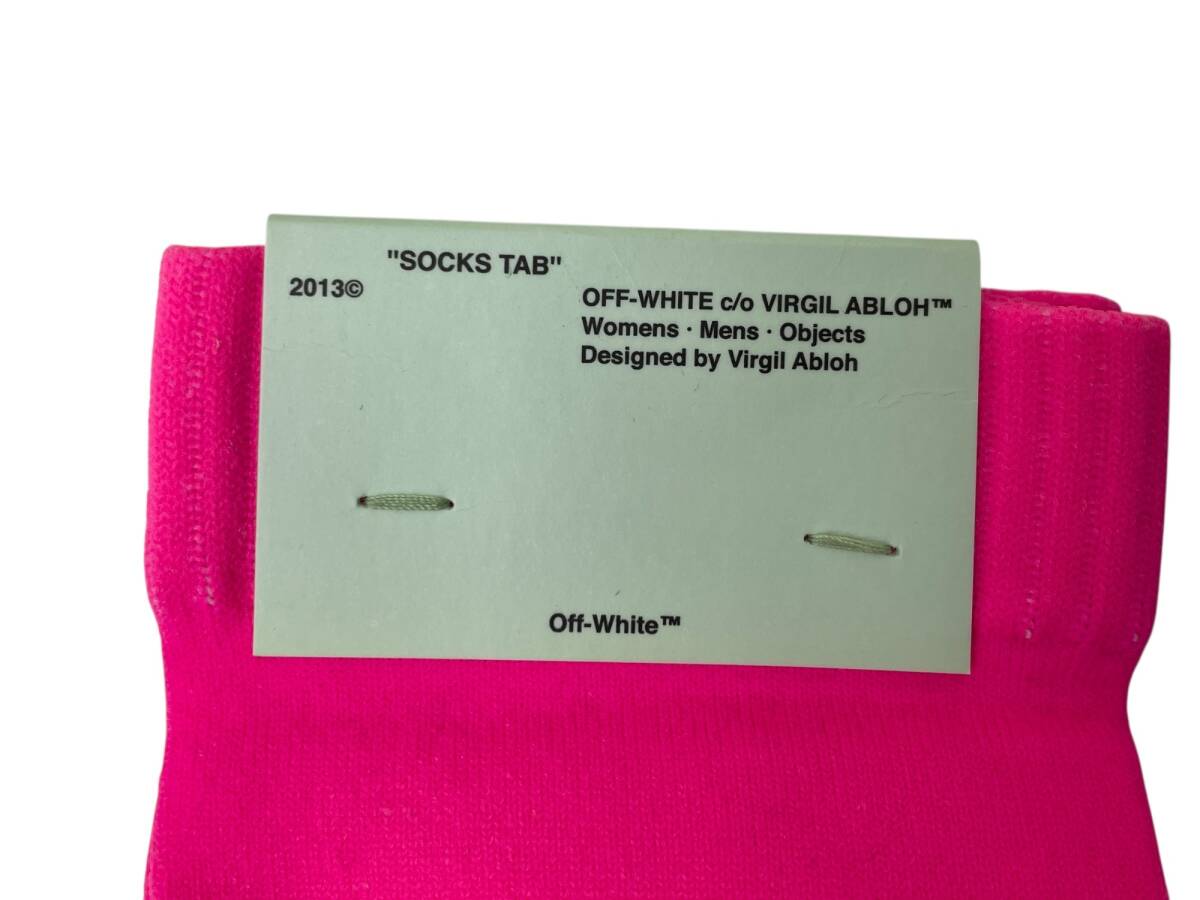 "SOCKS TAB"
2013©
OFF-WHITE c/o VIRGIL ABLOH™
Womens · Mens · Objects
Designed by Virgil Abloh
Off-White™